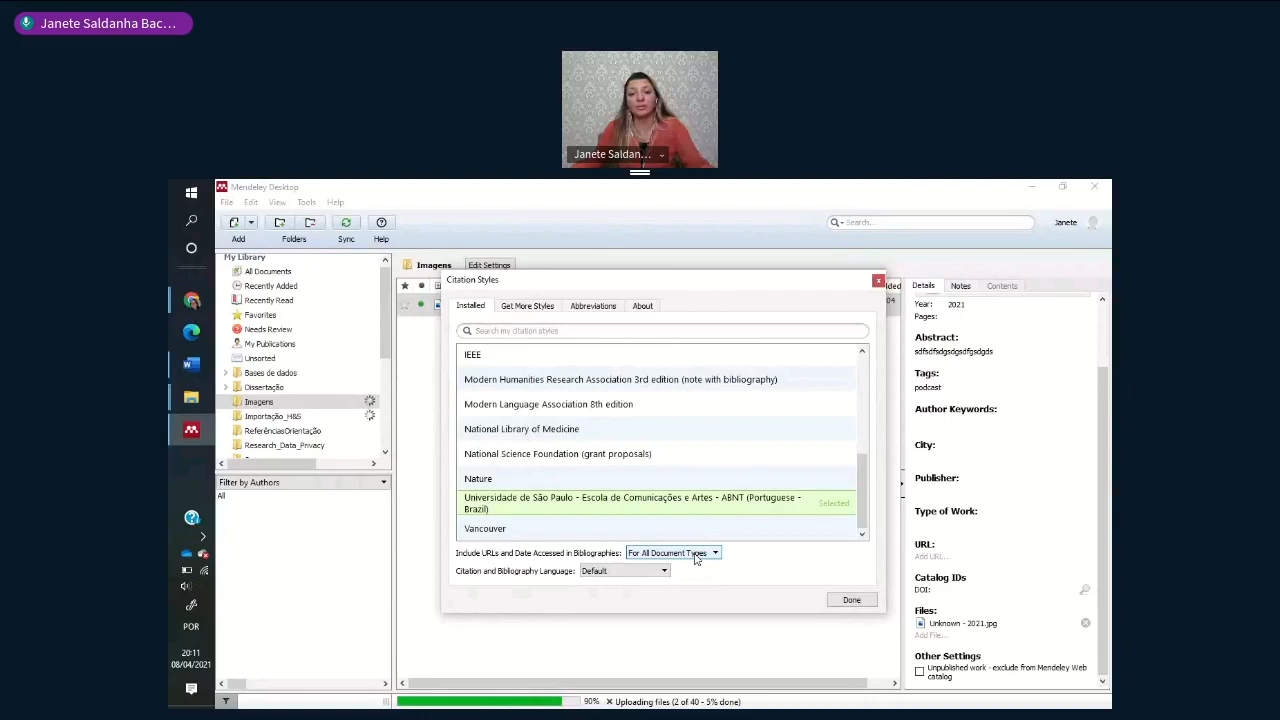 Janete Saldanha Bac...
Janete Saldan...
Mendeley Desktop
File Edit View Tools Help
Search...
Janete
Add Folders Sync Help
My Library
All Documents
Recently Added
Recently Read
Favorites
Needs Review
My Publications
Unsorted
Bases de dados
Dissertação
Imagens
Importação_H&S
ReferênciasOrientação
Research_Data_Privacy
Filter by Authors
All
Imagens Edit Settings
Citation Styles
Installed Get More Styles Abbreviations About
Search my citation styles
IEEE
Modern Humanities Research Association 3rd edition (note with bibliography)
Modern Language Association 8th edition
National Library of Medicine
National Science Foundation (grant proposals)
Nature
Universidade de São Paulo - Escola de Comunicações e Artes - ABNT (Portuguese -
Brazil)
Selected
Vancouver
Include URLs and Date Accessed in Bibliographies: For All Document Types
Citation and Bibliography Language: Default
Done
Details Notes Contents
Year: 2021
Pages:
Abstract:
sdfsdfsdgsdgsdfgsdgds
Tags:
podcast
Author Keywords:
City:
Publisher:
Type of Work:
URL:
Add URL...
Catalog IDs
DOI:
Files:
Unknown - 2021.jpg
Add File...
Other Settings
Unpublished work - exclude from Mendeley Web
catalog
POR
20:11
08/04/2021
90% Uploading files (2 of 40 - 5% done)